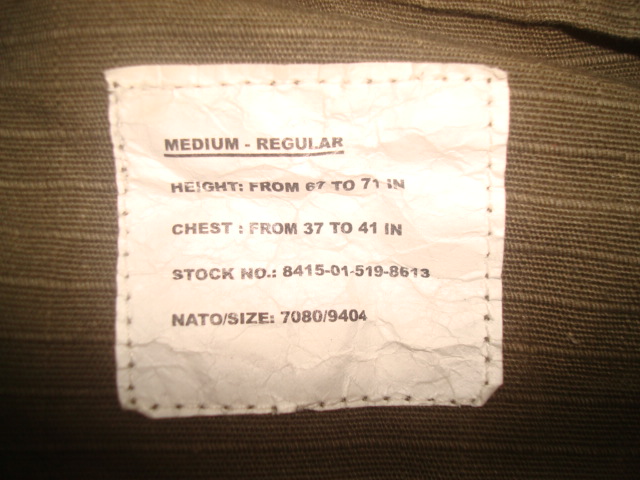 MEDIUM - REGULAR
HEIGHT: FROM 67 TO 71 IN
CHEST : FROM 37 TO 41 IN
STOCK NO.: 8415-01-519-8613
NATO/SIZE: 7080/9404